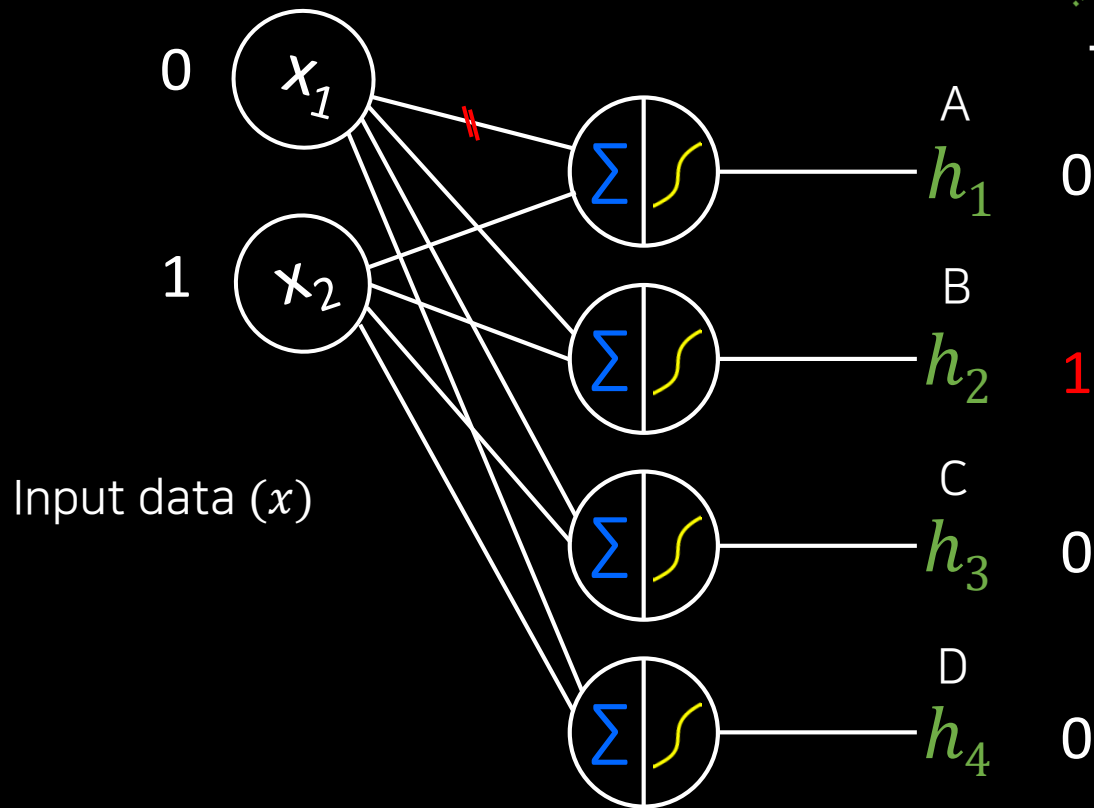 0 x₁
A
h₁ 0
1 x₂
B
h₂ 1
Input data (x)
C
h₃ 0
D
h₄ 0
Σ
Σ
Σ
Σ